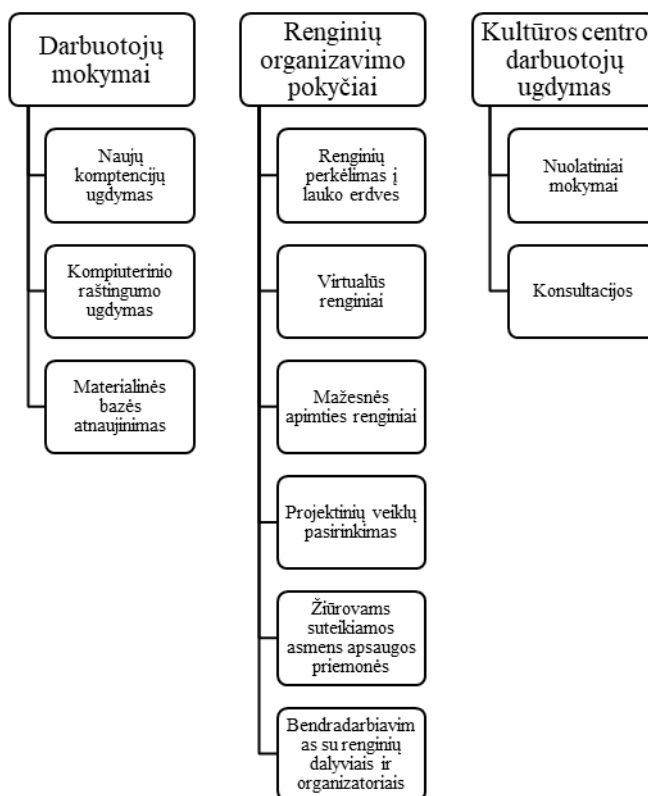 Darbuotojų
mokymai
Naujų
komptencijų
ugdymas
Kompiuterinio
raštingumo
ugdymas
Materialinės
bazės
atnaujinimas
Renginių
organizavimo
pokyčiai
Renginių
perkėlimas į
lauko erdves
Virtualūs
renginiai
Mažesnės
apimties renginiai
Projektinių veiklų
pasirinkimas
Žiūrovams
suteikiamos
asmens apsaugos
priemonės
Bendradarbiavim
as su renginių
dalyviais ir
organizatoriais
Kultūros centro
darbuotojų
ugdymas
Nuolatiniai
mokymai
Konsultacijos